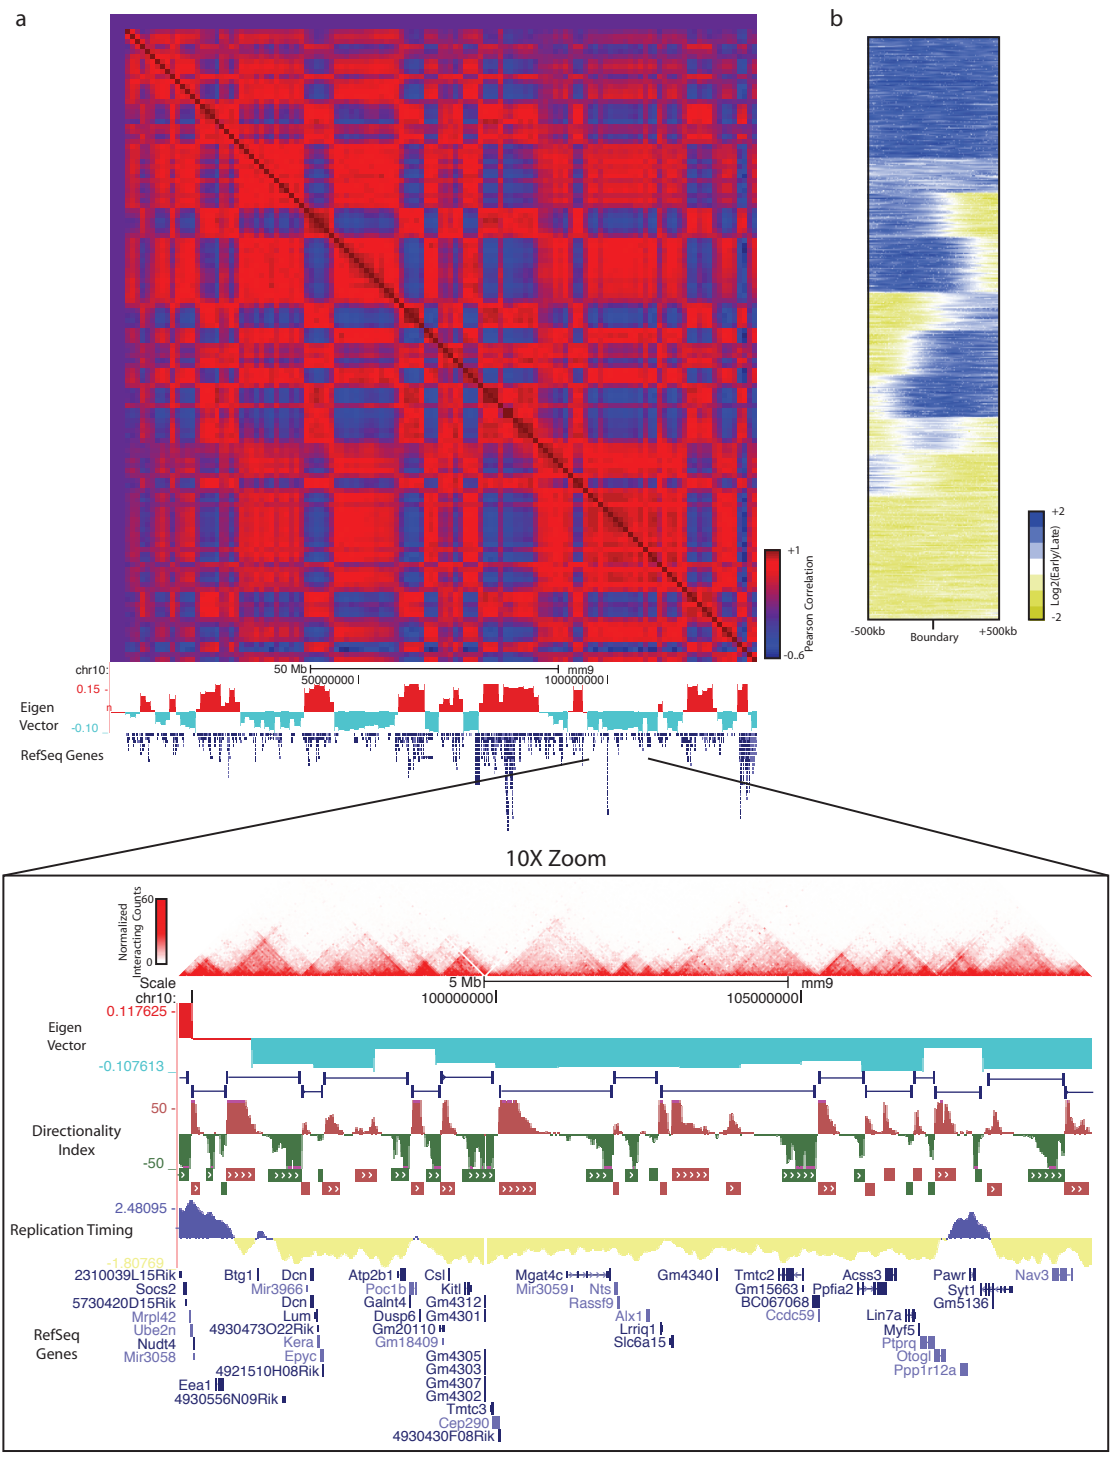 a
b
+1
Pearson Correlation
-0.6
+2
Log2(Early/Late)
-2
-500kb
Boundary
+500kb
chr10:
50 Mb
mm9
50000000
100000000
0.15
Eigen
Vector
-0.10
RefSeq Genes
10X Zoom
Normalized
Interacting Counts
60
0
Scale
5 Mb
mm9
chr10:
100000000
105000000
0.117625
Eigen
Vector
-0.107613
50
Directionality
Index
-50
2.48095
Replication Timing
-1.80769
2310039L15Rik
Btg1
Dcn
Atp2b1
Csl
Mgat4c
Gm4340
Tmtc2
Acss3
Pawr
Nav3
Socs2
Mir3966
Poc1b
Kitl
Mir3059
Nts
Gm15663
Ppfia2
Syt1
5730420D15Rik
Dcn
Galnt4
Gm4312
Rassf9
BC067068
Gm5136
Mrpl42
Lum
Dusp6
Gm4301
Alx1
Ccdc59
Lin7a
Ube2n
4930473O22Rik
Gm20110
Lrriq1
Myf5
RefSeq
Genes
Nudt4
Kera
Gm18409
Slc6a15
Ptprq
Mir3058
Epyc
Gm4305
Otogl
4921510H08Rik
Gm4303
Ppp1r12a
Eea1
Gm4307
4930556N09Rik
Gm4302
Tmtc3
Cep290
4930430F08Rik